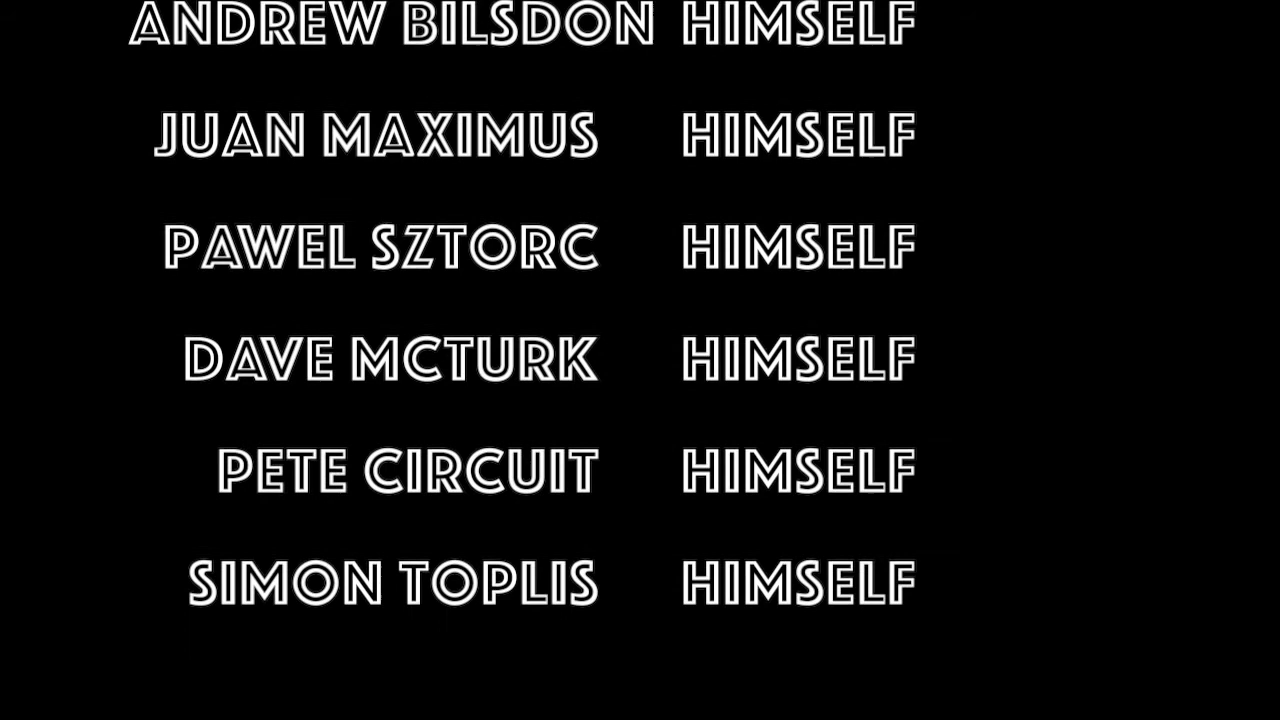 ANDREW BILSDON HIMSELF
JUAN MAXIMUS HIMSELF
PAWEL SZTORC HIMSELF
DAVE MCTURK HIMSELF
PETE CIRCUIT HIMSELF
SIMON TOPLIS HIMSELF